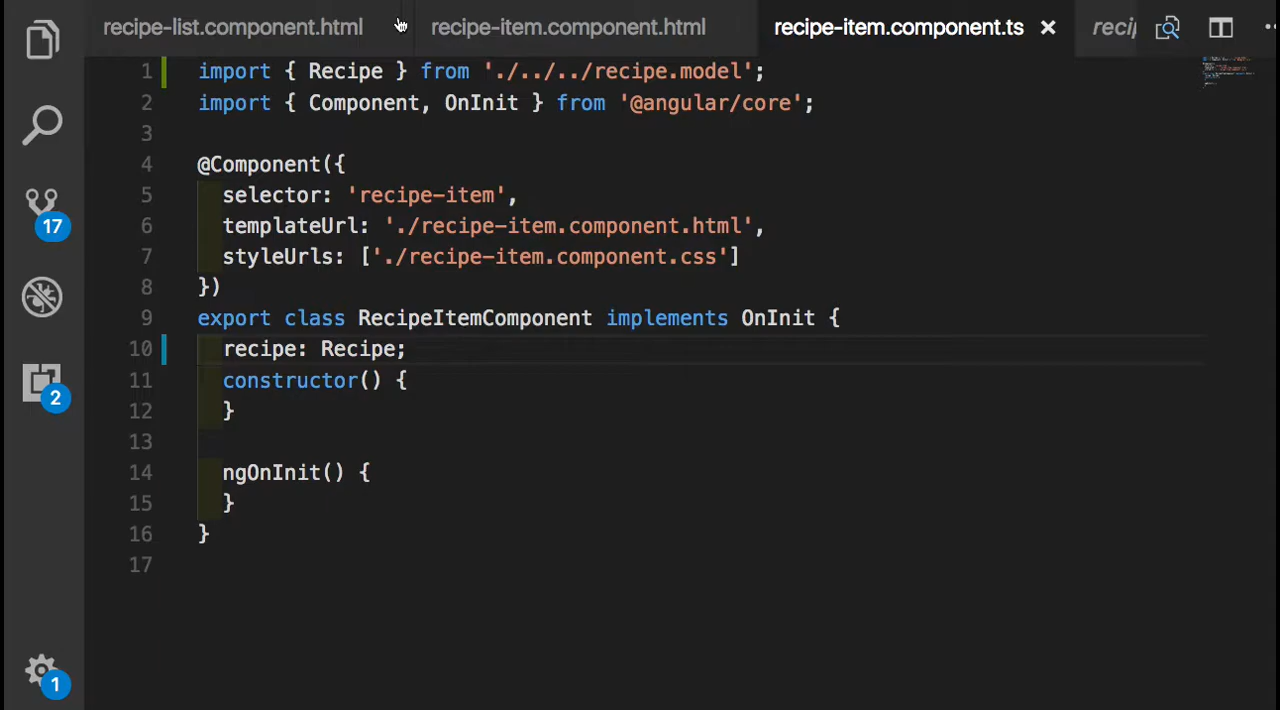 recipe-list.component.html
recipe-item.component.html
recipe-item.component.ts
recip
1 import { Recipe } from './../../recipe.model';
2 import { Component, OnInit } from '@angular/core';
3
4 @Component({
5 selector: 'recipe-item',
6 templateUrl: './recipe-item.component.html',
7 styleUrls: ['./recipe-item.component.css']
8 })
9 export class RecipeItemComponent implements OnInit {
10 recipe: Recipe;
11 constructor() {
12 }
13
14 ngOnInit() {
15 }
16 }
17
17
2
1